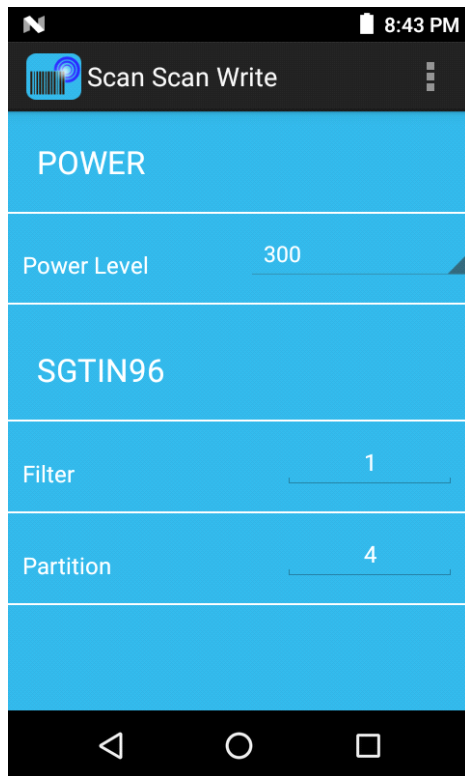 8:43 PM
Scan Scan Write
POWER
Power Level 300
SGTIN96
Filter 1
Partition 4